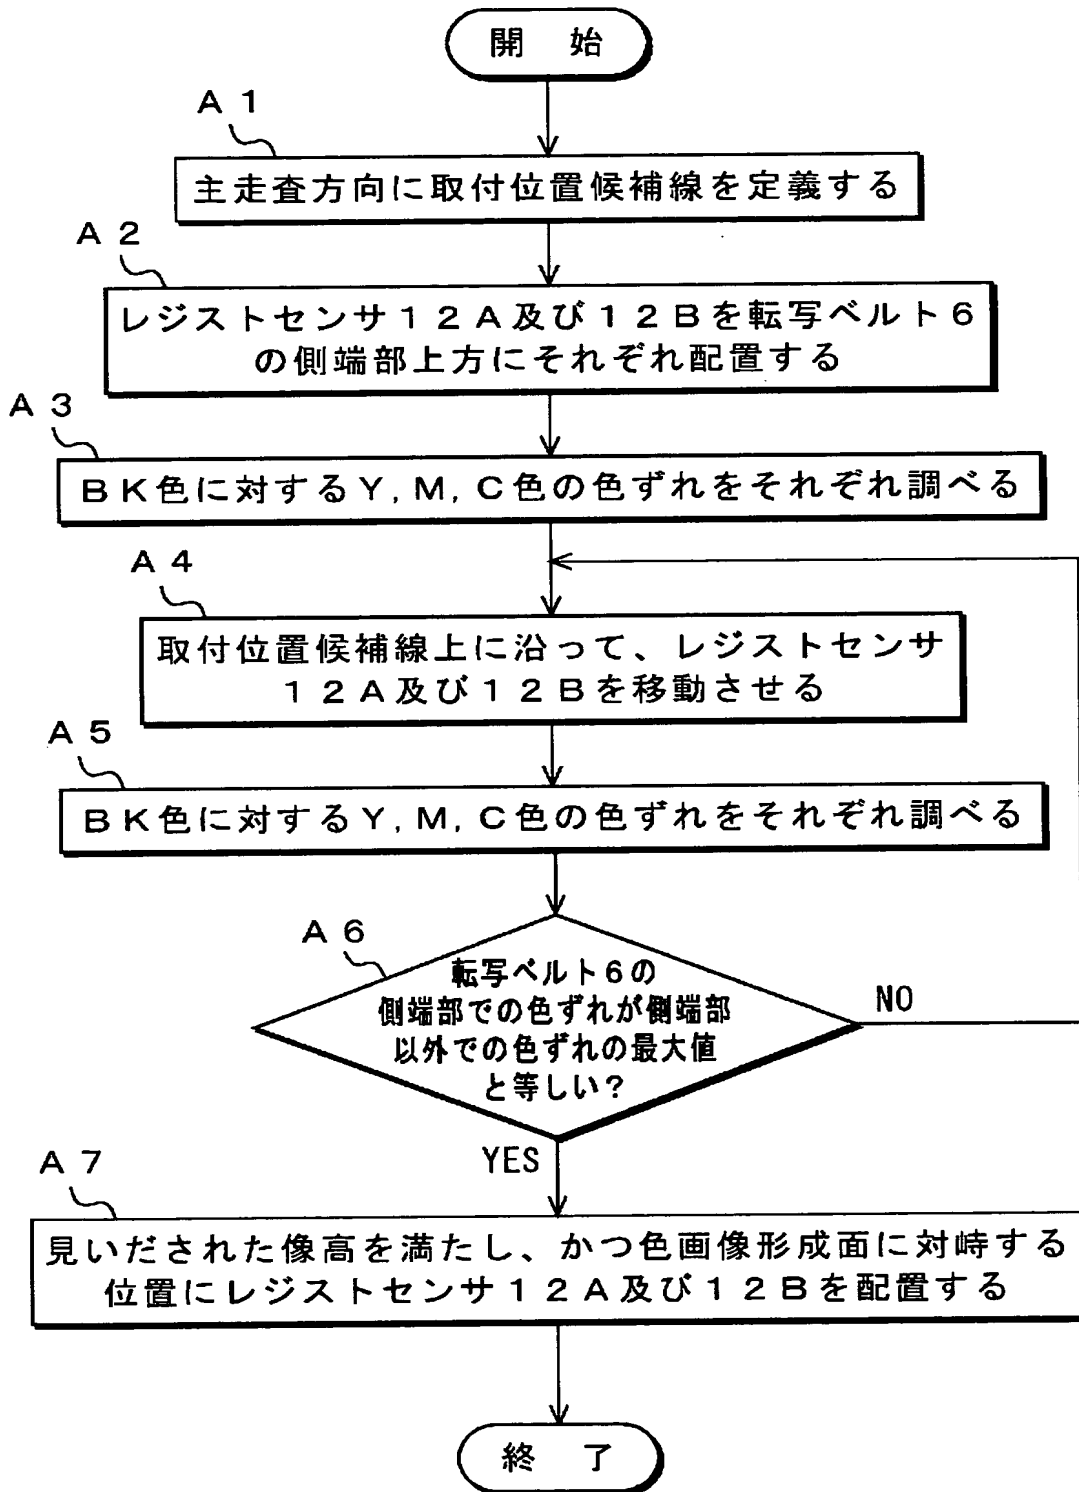 開　始
A1
主走査方向に取付位置候補線を定義する
A2
レジストセンサ12A及び12Bを転写ベルト6
の側端部上方にそれぞれ配置する
A3
BK色に対するY,M,C色の色ずれをそれぞれ調べる
A4
取付位置候補線上に沿って、レジストセンサ
12A及び12Bを移動させる
A5
BK色に対するY,M,C色の色ずれをそれぞれ調べる
A6
転写ベルト6の
側端部での色ずれが側端部
以外での色ずれの最大値
と等しい?
NO
YES
A7
見いだされた像高を満たし、かつ色画像形成面に対峙する
位置にレジストセンサ12A及び12Bを配置する
終　了